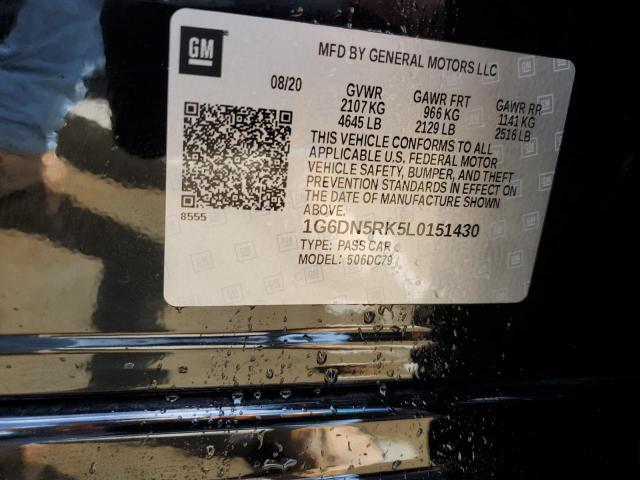 GM
MFD BY GENERAL MOTORS LLC
08/20 GVWR GAWR FRT GAWR RR
2107 KG 966 KG 1141 KG
4645 LB 2129 LB 2516 LB
THIS VEHICLE CONFORMS TO ALL
APPLICABLE U.S. FEDERAL MOTOR
VEHICLE SAFETY, BUMPER, AND THEFT
PREVENTION STANDARDS IN EFFECT ON
THE DATE OF MANUFACTURE SHOWN
ABOVE.
8555
1G6DN5RK5L0151430
TYPE: PASS CAR
MODEL: 506DC79